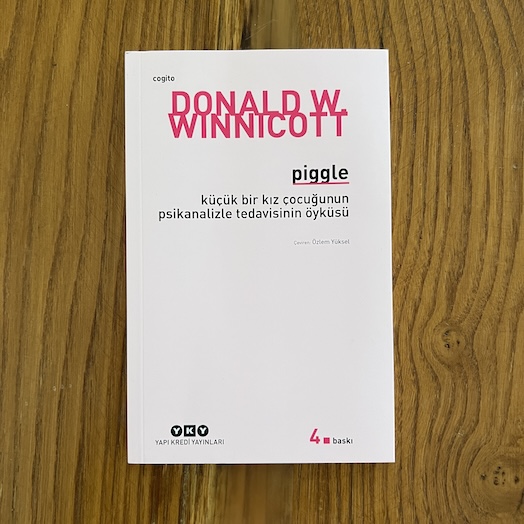 cogito
DONALD W.
WINNICOTT
piggle
küçük bir kız çocuğunun
psikanalizle tedavisinin öyküsü
Çeviren: Özlem Yüksel
YKY
YAPI KREDİ YAYINLARI
4 baskı